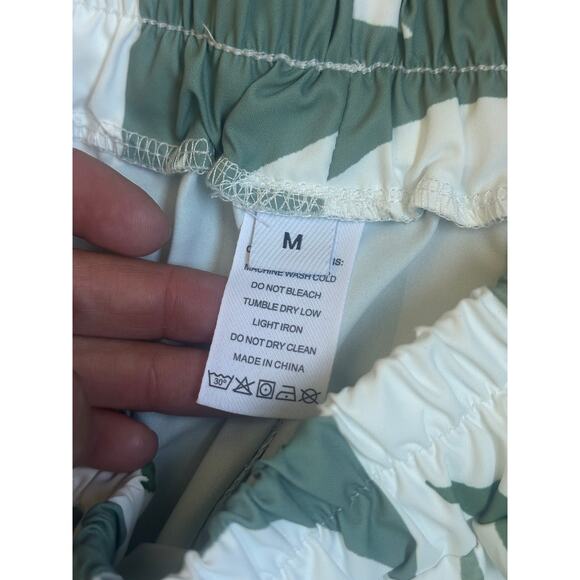 M
MACHINE WASH COLD
DO NOT BLEACH
TUMBLE DRY LOW
LIGHT IRON
DO NOT DRY CLEAN
MADE IN CHINA
30°